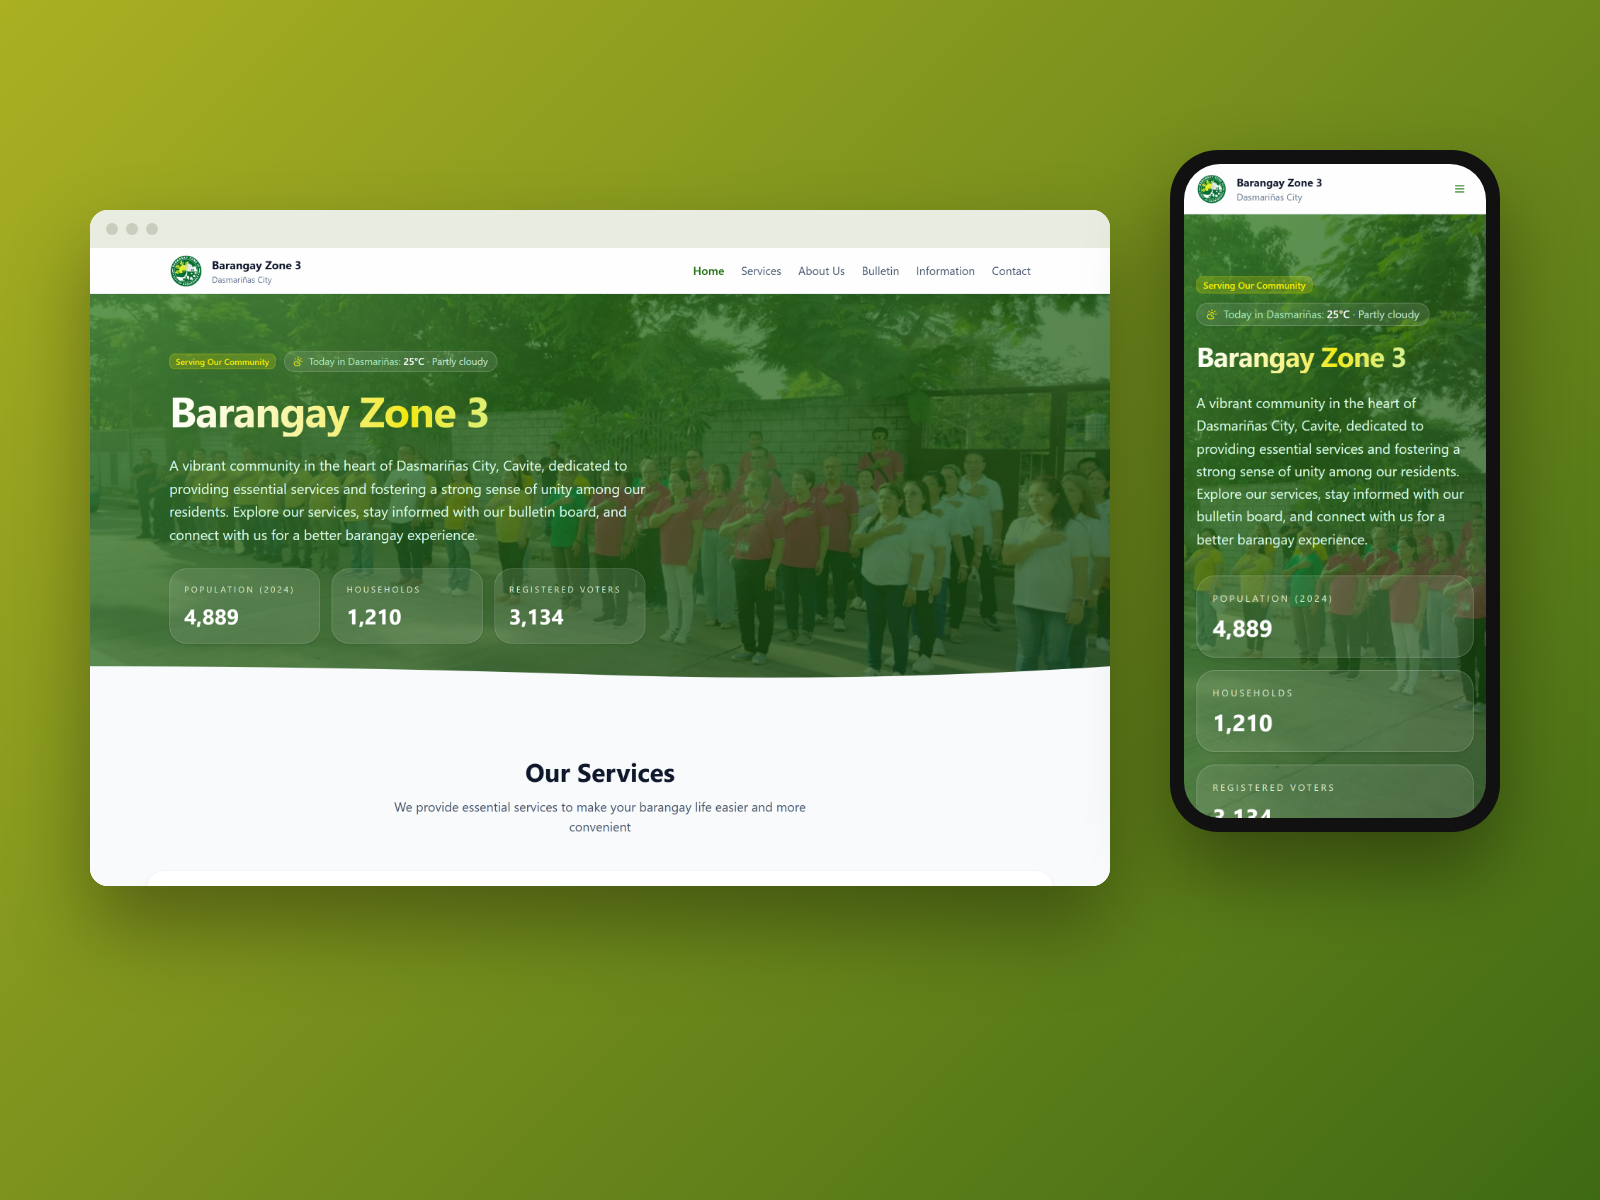 Barangay Zone 3
Dasmariñas City
Home Services About Us Bulletin Information Contact
Serving Our Community
Today in Dasmariñas: 25°C · Partly cloudy
Barangay Zone 3
A vibrant community in the heart of Dasmariñas City, Cavite, dedicated to
providing essential services and fostering a strong sense of unity among our
residents. Explore our services, stay informed with our bulletin board, and
connect with us for a better barangay experience.
POPULATION (2024)
4,889
HOUSEHOLDS
1,210
REGISTERED VOTERS
3,134
Our Services
We provide essential services to make your barangay life easier and more
convenient
Barangay Zone 3
Dasmariñas City
Serving Our Community
Today in Dasmariñas: 25°C · Partly cloudy
Barangay Zone 3
A vibrant community in the heart of
Dasmariñas City, Cavite, dedicated to
providing essential services and fostering a
strong sense of unity among our residents.
Explore our services, stay informed with our
bulletin board, and connect with us for a
better barangay experience.
POPULATION (2024)
4,889
HOUSEHOLDS
1,210
REGISTERED VOTERS
3,134